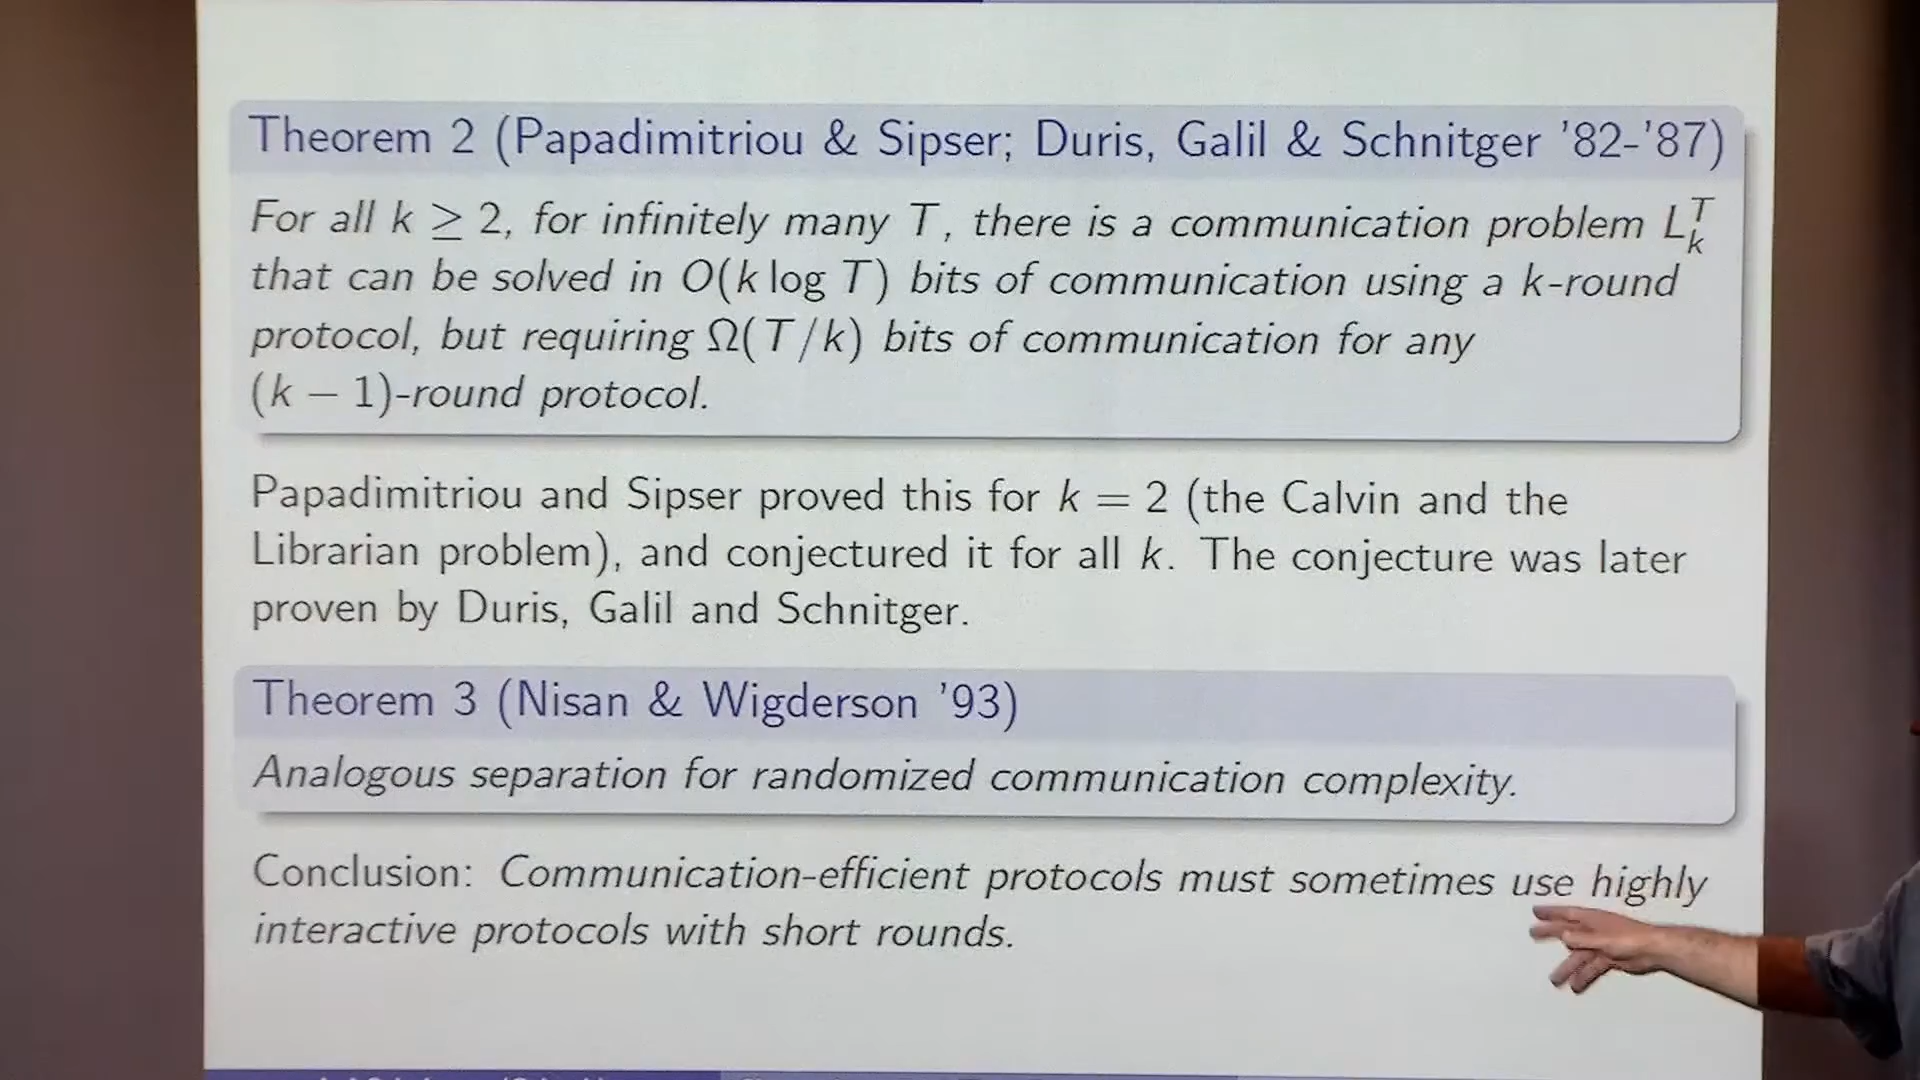 Theorem 2 (Papadimitriou & Sipser; Duris, Galil & Schnitger '82-'87)
For all k ≥ 2, for infinitely many T, there is a communication problem L_k^T
that can be solved in O(k log T) bits of communication using a k-round
protocol, but requiring Ω(T/k) bits of communication for any
(k − 1)-round protocol.
Papadimitriou and Sipser proved this for k = 2 (the Calvin and the
Librarian problem), and conjectured it for all k. The conjecture was later
proven by Duris, Galil and Schnitger.
Theorem 3 (Nisan & Wigderson '93)
Analogous separation for randomized communication complexity.
Conclusion: Communication-efficient protocols must sometimes use highly
interactive protocols with short rounds.